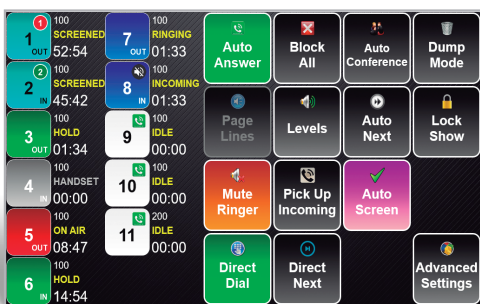 1
1
OUT
100
SCREENED
52:54
7
OUT
100
RINGING
01:33
2
2
IN
100
SCREENED
45:42
8
IN
100
INCOMING
01:33
3
OUT
100
HOLD
01:34
9
100
IDLE
00:00
4
IN
100
HANDSET
00:00
10
100
IDLE
00:00
5
OUT
100
ON AIR
08:47
11
200
IDLE
00:00
6
IN
100
HOLD
14:54
Auto
Answer
Block
All
Auto
Conference
Dump
Mode
Page
Lines
Levels
Auto
Next
Lock
Show
Mute
Ringer
Pick Up
Incoming
Auto
Screen
Direct
Dial
Direct
Next
Advanced
Settings